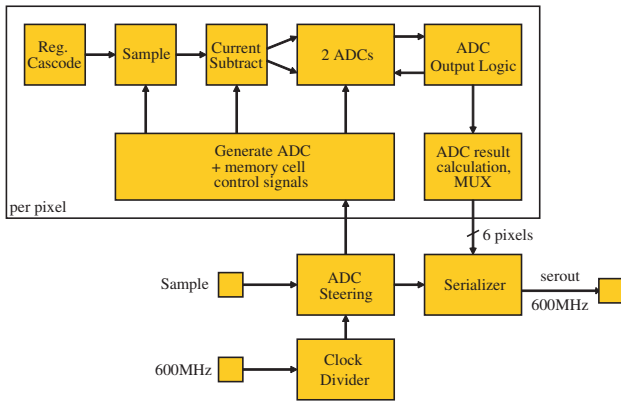 Reg.
Cascode
Sample
Current
Subtract
2 ADCs
ADC
Output Logic
Generate ADC
+ memory cell
control signals
ADC result
calculation,
MUX
per pixel
6 pixels
Sample
ADC
Steering
Serializer
serout
600MHz
600MHz
Clock
Divider